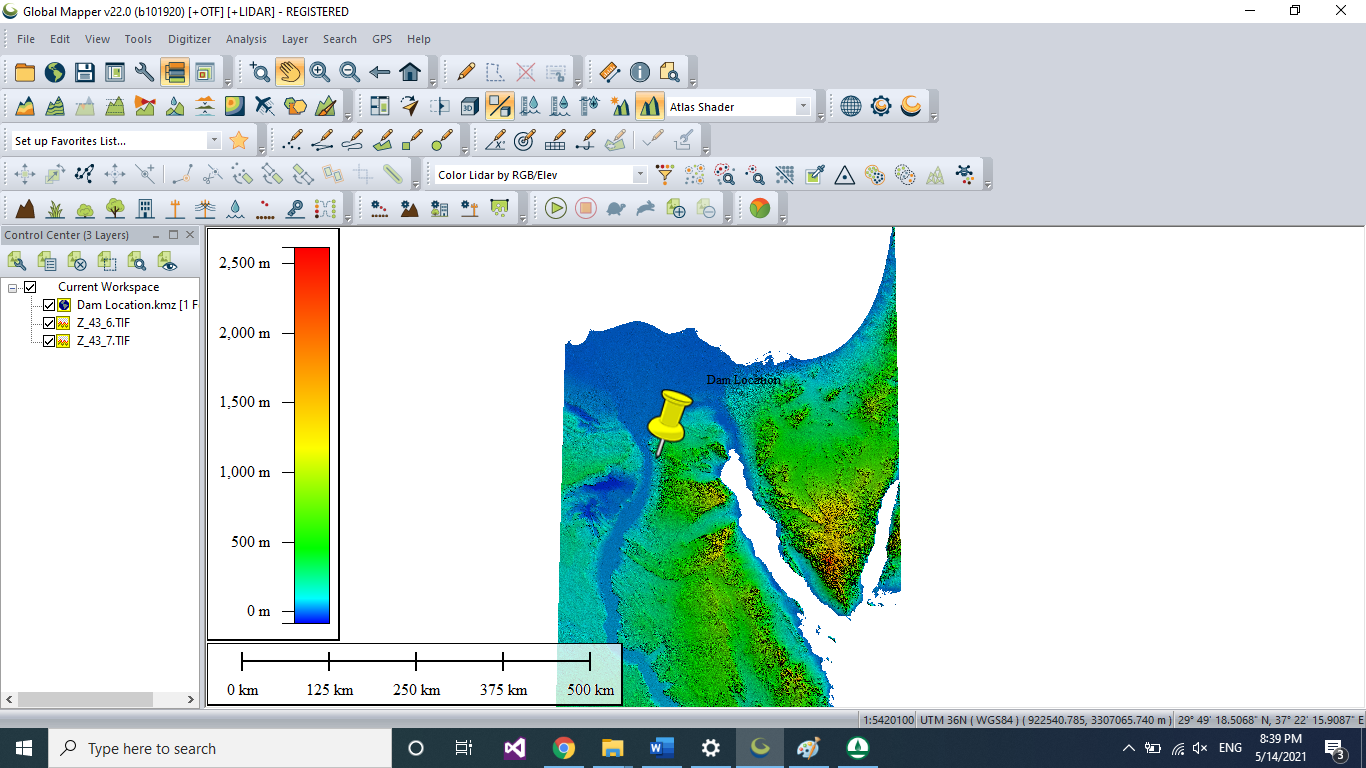 Global Mapper v22.0 (b101920) [+OTF] [+LIDAR] - REGISTERED
File Edit View Tools Digitizer Analysis Layer Search GPS Help
3D
Atlas Shader
Set up Favorites List...
Color Lidar by RGB/Elev
Control Center (3 Layers)
Current Workspace
Dam Location.kmz [1 F
Z_43_6.TIF
Z_43_7.TIF
2,500 m
2,000 m
1,500 m
1,000 m
500 m
0 m
Dam Location
0 km 125 km 250 km 375 km 500 km
1:5420100 UTM 36N ( WGS84 ) ( 922540.785, 3307065.740 m ) 29° 49' 18.5068" N, 37° 22' 15.9087" E
Type here to search
ENG
8:39 PM
5/14/2021
3